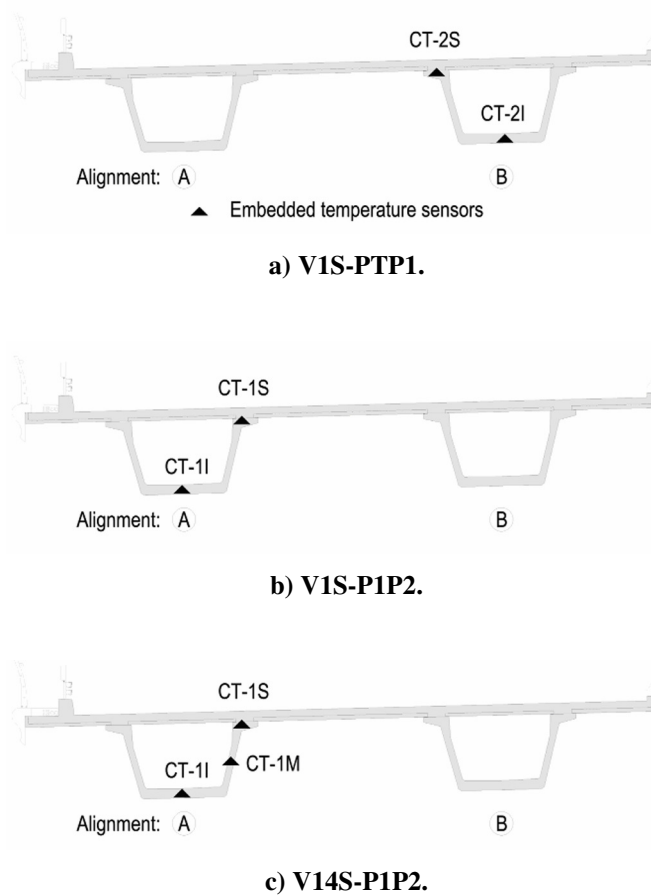 CT-2S
CT-2I
Alignment: A B
Embedded temperature sensors
a) V1S-PTP1.
CT-1S
CT-1I
Alignment: A B
b) V1S-P1P2.
CT-1S
CT-1I CT-1M
Alignment: A B
c) V14S-P1P2.